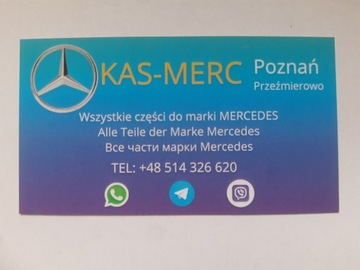 KAS-MERC Poznań
Przeźmierowo
Wszystkie części do marki MERCEDES
Alle Teile der Marke Mercedes
Все части марки Mercedes
TEL: +48 514 326 620